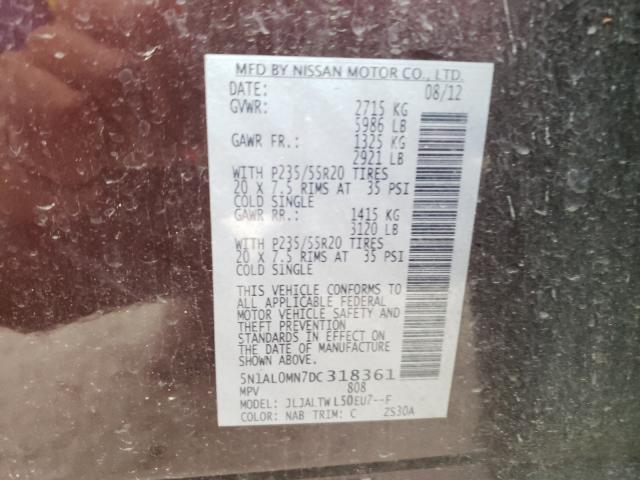 MFD BY NISSAN MOTOR CO., LTD.
DATE: 08/12
GVWR: 2715 KG
5986 LB
GAWR FR.: 1325 KG
2921 LB
WITH P235/55R20 TIRES
20 X 7.5 RIMS AT 35 PSI
COLD SINGLE
GAWR RR.: 1415 KG
3120 LB
WITH P235/55R20 TIRES
20 X 7.5 RIMS AT 35 PSI
COLD SINGLE
THIS VEHICLE CONFORMS TO
ALL APPLICABLE FEDERAL
MOTOR VEHICLE SAFETY AND
THEFT PREVENTION
STANDARDS IN EFFECT ON
THE DATE OF MANUFACTURE
SHOWN ABOVE.
5N1AL0MN7DC318361
MPV 808
MODEL: JLJALTWL50EU7--F
COLOR: NAB TRIM: C ZS30A